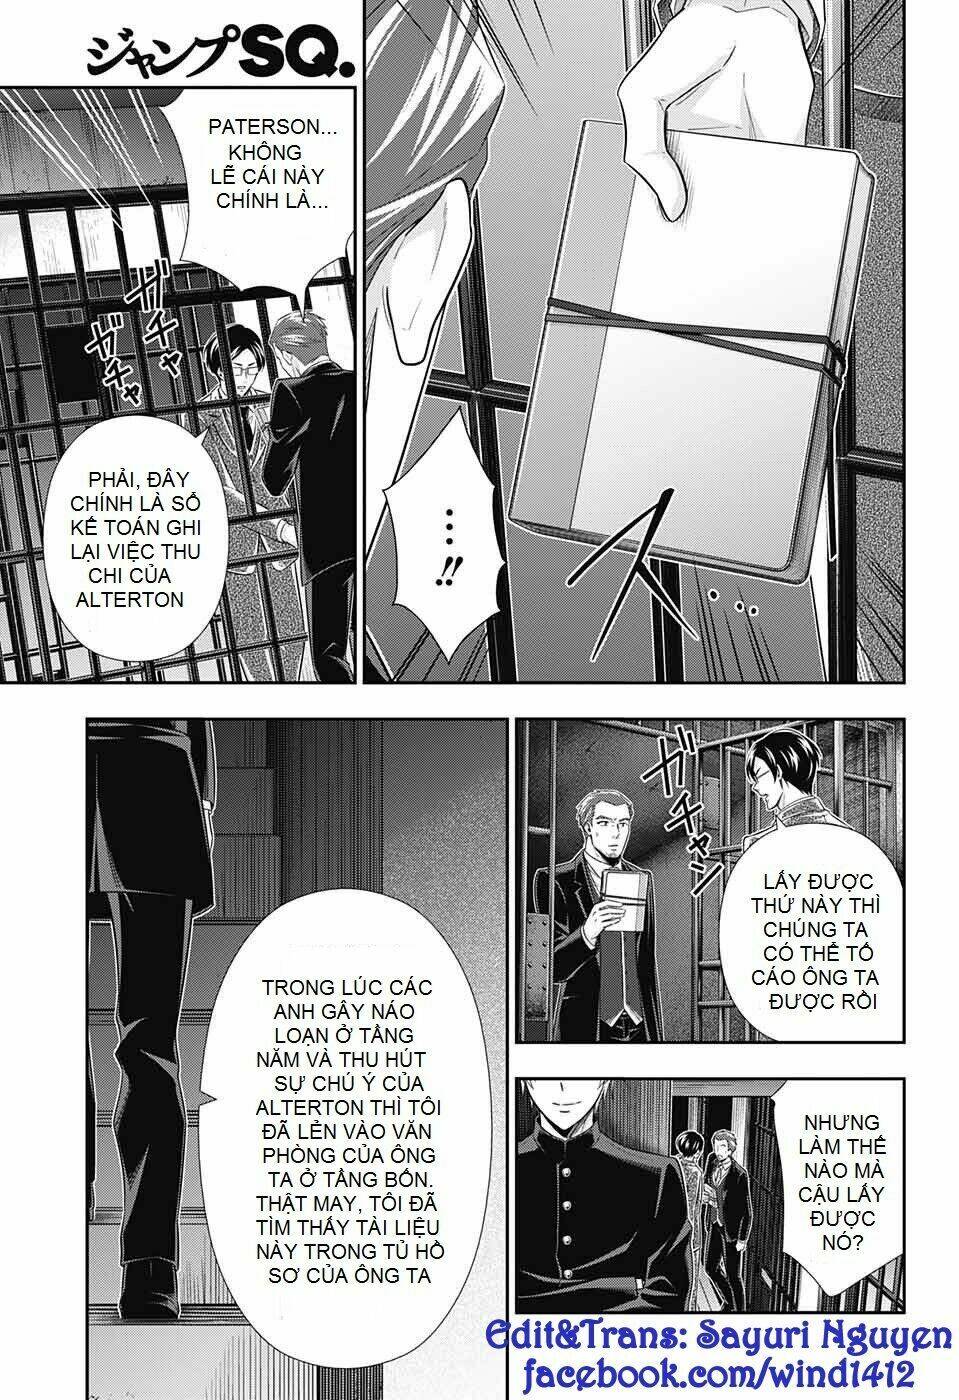 ジャンプSQ.
‥‥!!
PATERSON...
KHÔNG
LẼ CÁI NÀY
CHÍNH LÀ...
ガチャ
ガチャ
PHẢI, ĐÂY
CHÍNH LÀ SỔ
KẾ TOÁN GHI
LẠI VIỆC THU
CHI CỦA
ALTERTON
ガチャン
LẤY ĐƯỢC
THỨ NÀY THÌ
CHÚNG TA
CÓ THỂ TỐ
CÁO ÔNG TA
ĐƯỢC RỒI
NHƯNG
LÀM THẾ
NÀO MÀ
CẬU LẤY
ĐƯỢC
NÓ?
TRONG LÚC CÁC
ANH GÂY NÁO
LOẠN Ở TẦNG
NĂM VÀ THU HÚT
SỰ CHÚ Ý CỦA
ALTERTON THÌ TÔI
ĐÃ LẺN VÀO VĂN
PHÒNG CỦA ÔNG
TA Ở TẦNG BỐN.
THẬT MAY, TÔI ĐÃ
TÌM THẤY TÀI LIỆU
NÀY TRONG TỦ HỒ
SƠ CỦA ÔNG TA
Edit&Trans: Sayuri Nguyen
facebook.com/wind1412